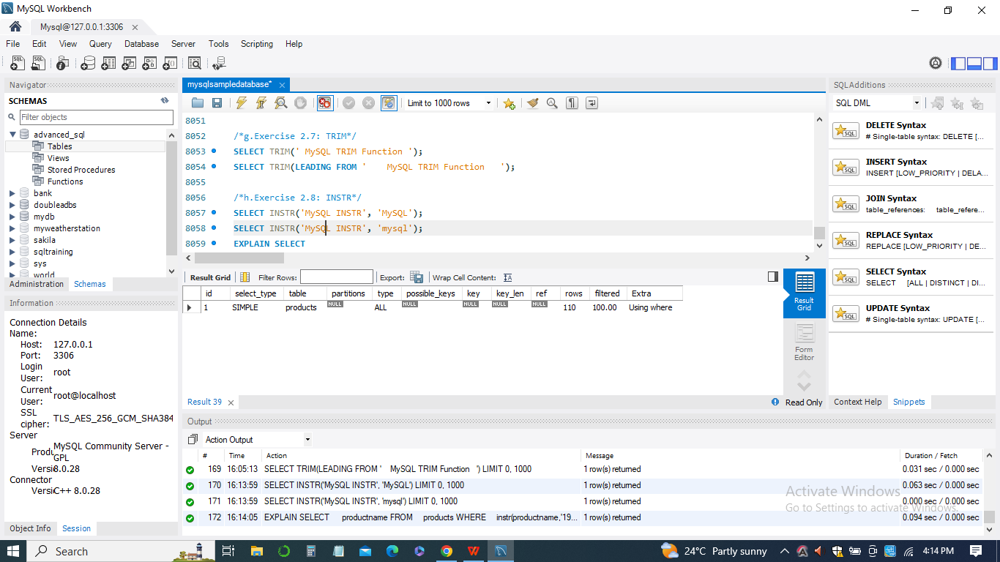 MySQL Workbench
Mysql@127.0.0.1:3306
File Edit View Query Database Server Tools Scripting Help
Navigator
SCHEMAS
Filter objects
advanced_sql
Tables
Views
Stored Procedures
Functions
bank
doubleadbs
mydb
myweatherstation
sakila
sqltraining
sys
world
Administration Schemas
Information
Connection Details
Name:
Host: 127.0.0.1
Port: 3306
Login User: root
Current User: root@localhost
SSL cipher: TLS_AES_256_GCM_SHA384
Server
Produ MySQL Community Server - GPL
Versi 8.0.28
Connector
Versi C++ 8.0.28
Object Info Session
mysqlsampledatabase*
Limit to 1000 rows
8051
8052 /*g.Exercise 2.7: TRIM*/
8053 SELECT TRIM(' MySQL TRIM Function ');
8054 SELECT TRIM(LEADING FROM '    MySQL TRIM Function   ');
8055
8056 /*h.Exercise 2.8: INSTR*/
8057 SELECT INSTR('MySQL INSTR', 'MySQL');
8058 SELECT INSTR('MySQL INSTR', 'mysql');
8059 EXPLAIN SELECT
Result Grid Filter Rows: Export: Wrap Cell Content:
id select_type table partitions type possible_keys key key_len ref rows filtered Extra
1 SIMPLE products NULL ALL NULL NULL NULL NULL 110 100.00 Using where
Result Grid
Form Editor
Result 39
Read Only
Output
Action Output
# Time Action Message Duration / Fetch
169 16:05:13 SELECT TRIM(LEADING FROM '    MySQL TRIM Function   ') LIMIT 0, 1000 1 row(s) returned 0.031 sec / 0.000 sec
170 16:13:59 SELECT INSTR('MySQL INSTR', 'MySQL') LIMIT 0, 1000 1 row(s) returned 0.063 sec / 0.000 sec
171 16:13:59 SELECT INSTR('MySQL INSTR', 'mysql') LIMIT 0, 1000 1 row(s) returned 0.000 sec / 0.000 sec
172 16:14:05 EXPLAIN SELECT productname FROM products WHERE instr(productname,'19... 1 row(s) returned 0.094 sec / 0.000 sec
SQLAdditions
SQL DML
DELETE Syntax
# Single-table syntax: DELETE [...
INSERT Syntax
INSERT [LOW_PRIORITY | DELA...
JOIN Syntax
table_references: table_refere...
REPLACE Syntax
REPLACE [LOW_PRIORITY | DE...
SELECT Syntax
SELECT [ALL | DISTINCT | DI...
UPDATE Syntax
# Single-table syntax: UPDATE [...
Context Help Snippets
Activate Windows
Go to Settings to activate Windows.
Search
24°C Partly sunny
4:14 PM